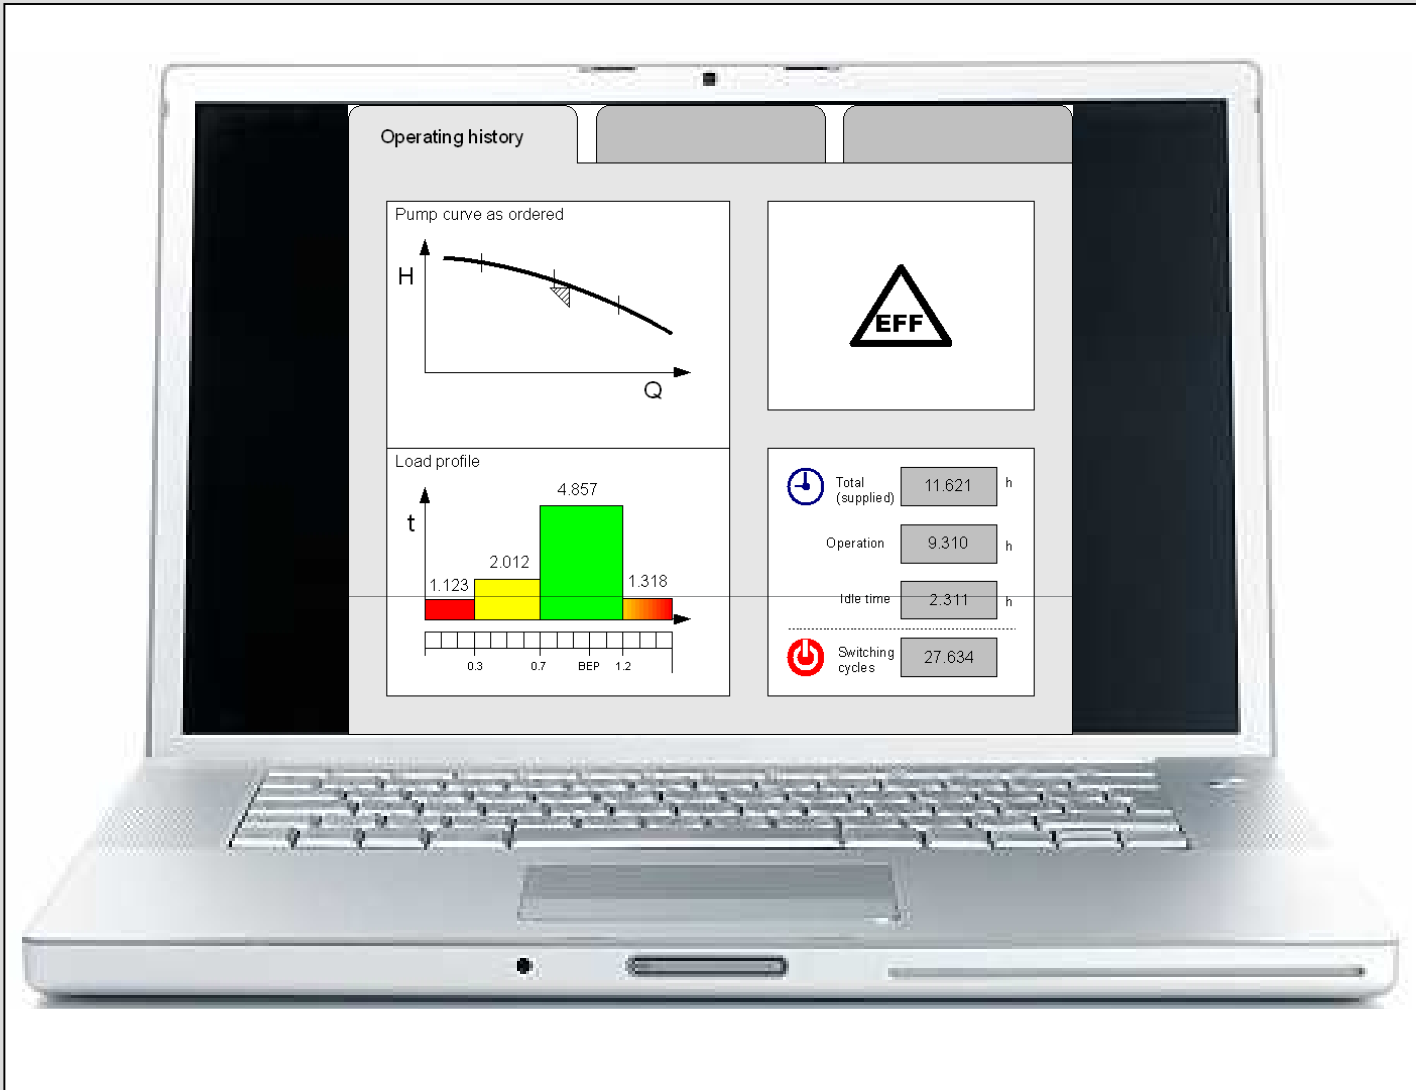 Operating history
Pump curve as ordered
H
Q
EFF
Load profile
t
4.857
2.012
1.123
1.318
0.3 0.7 BEP 1.2
Total
(supplied)
11.621 h
Operation 9.310 h
Idle time 2.311 h
Switching
cycles
27.634